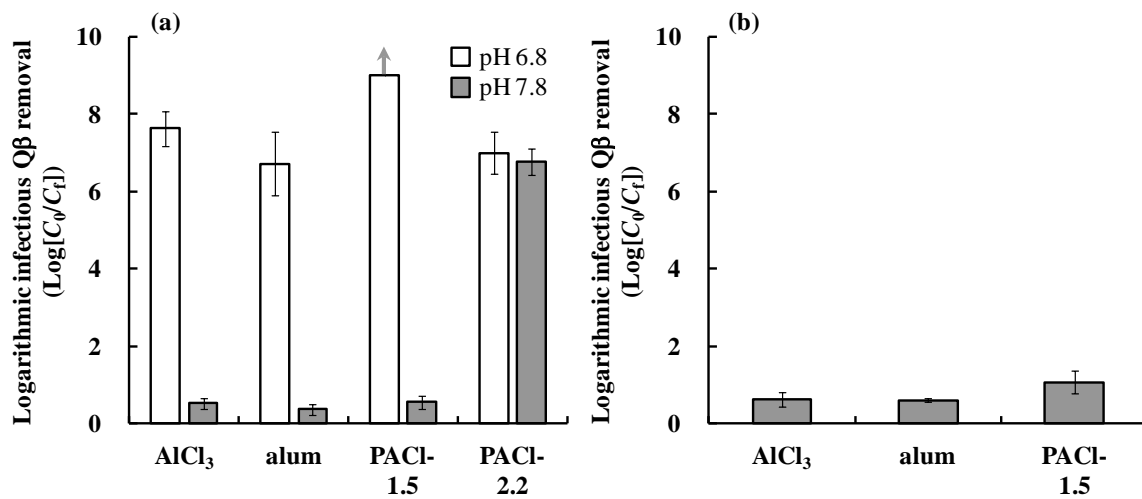 (a)
Logarithmic infectious Qβ removal
(Log[C₀/C_f])
10
8
6
4
2
0
pH 6.8
pH 7.8
AlCl₃
alum
PACl-
1.5
PACl-
2.2
(b)
Logarithmic infectious Qβ removal
(Log[C₀/C_f])
10
8
6
4
2
0
AlCl₃
alum
PACl-
1.5